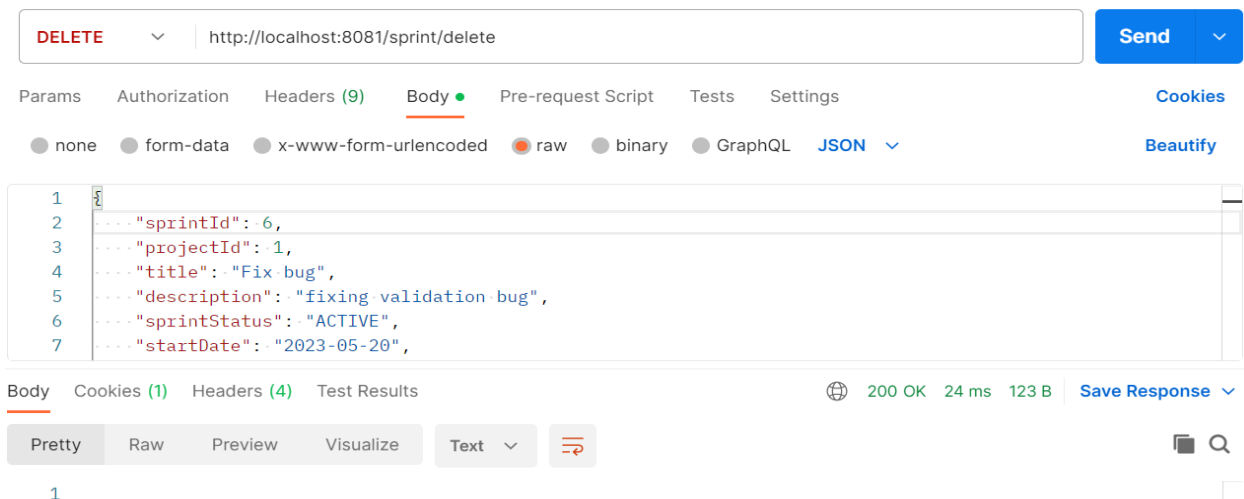 DELETE http://localhost:8081/sprint/delete Send
Params Authorization Headers (9) Body Pre-request Script Tests Settings Cookies
none form-data x-www-form-urlencoded raw binary GraphQL JSON Beautify
1 {
2 "sprintId": 6,
3 "projectId": 1,
4 "title": "Fix bug",
5 "description": "fixing validation bug",
6 "sprintStatus": "ACTIVE",
7 "startDate": "2023-05-20",
Body Cookies (1) Headers (4) Test Results 200 OK 24 ms 123 B Save Response
Pretty Raw Preview Visualize Text
1